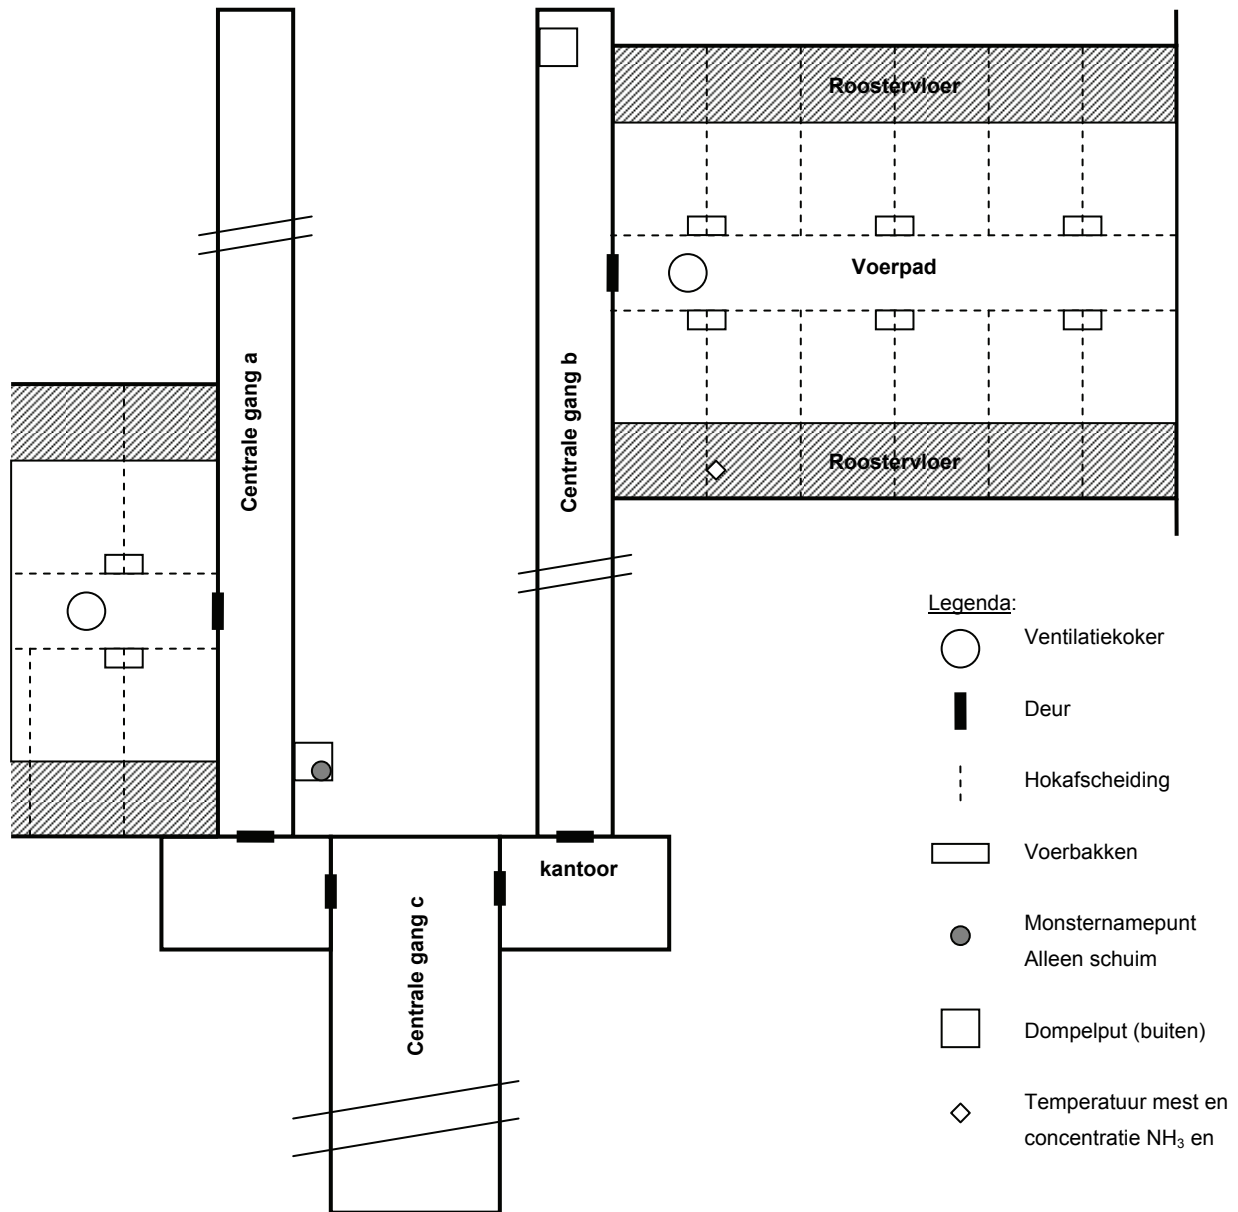 Roostervloer
Voerpad
Roostervloer
Centrale gang a
Centrale gang b
kantoor
Centrale gang c
Legenda:
Ventilatiekoker
Deur
Hokafscheiding
Voerbakken
Monsternamepunt
Alleen schuim
Dompelput (buiten)
Temperatuur mest en
concentratie NH₃ en